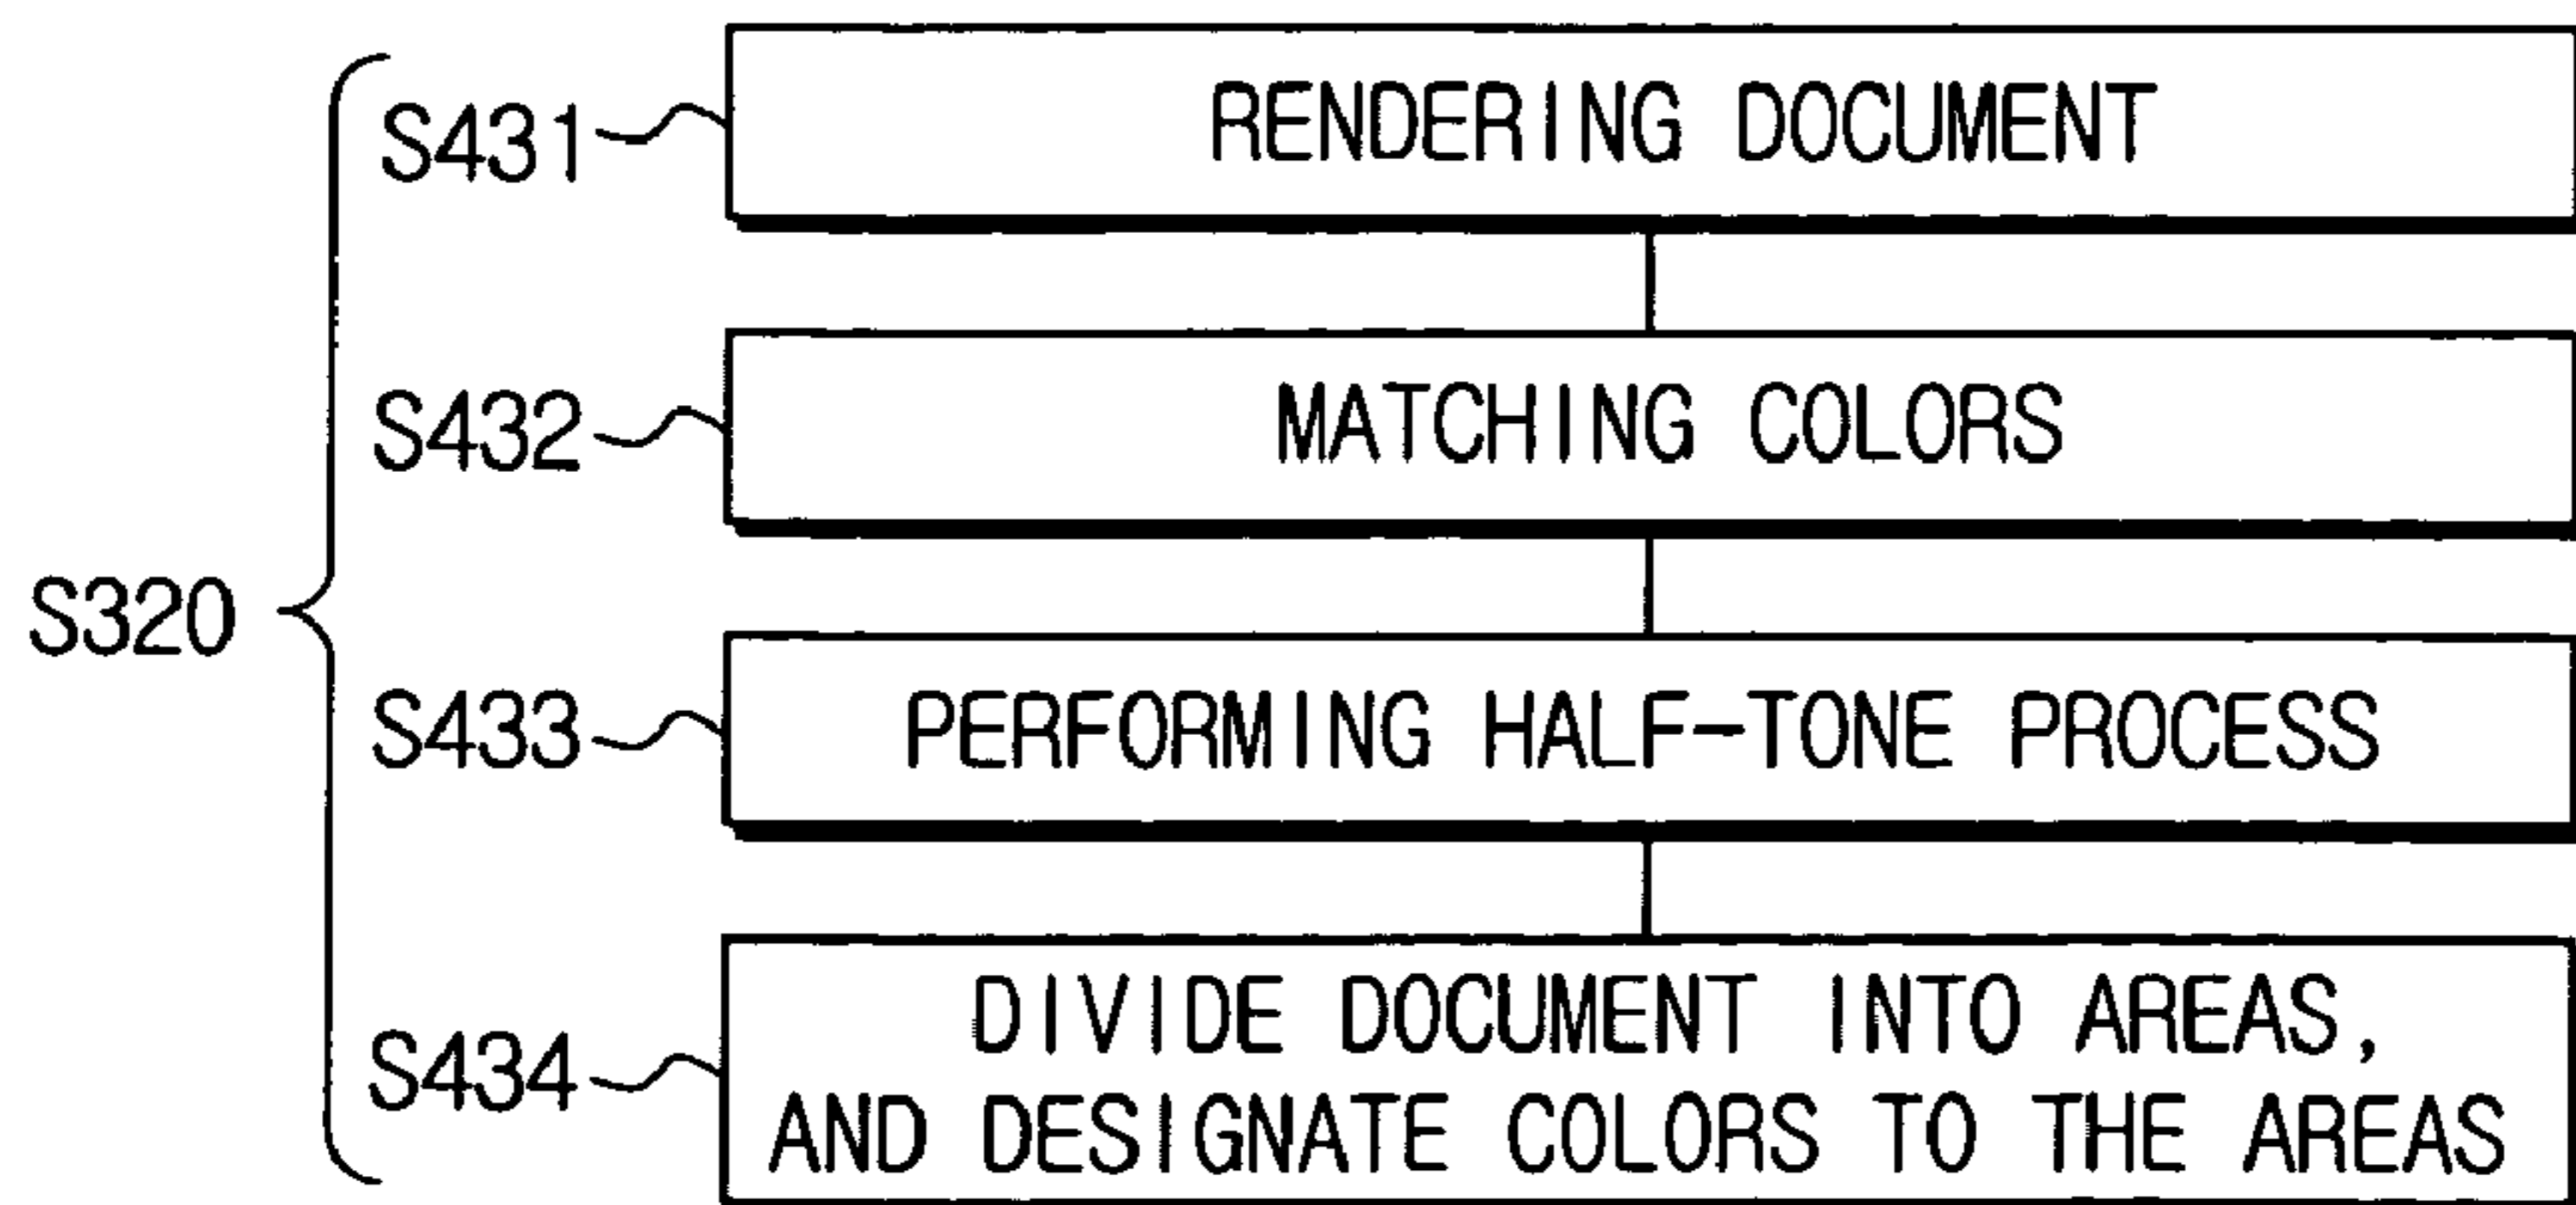 S431
RENDERING DOCUMENT
S432
MATCHING COLORS
S320
S433
PERFORMING HALF-TONE PROCESS
S434
DIVIDE DOCUMENT INTO AREAS,
AND DESIGNATE COLORS TO THE AREAS